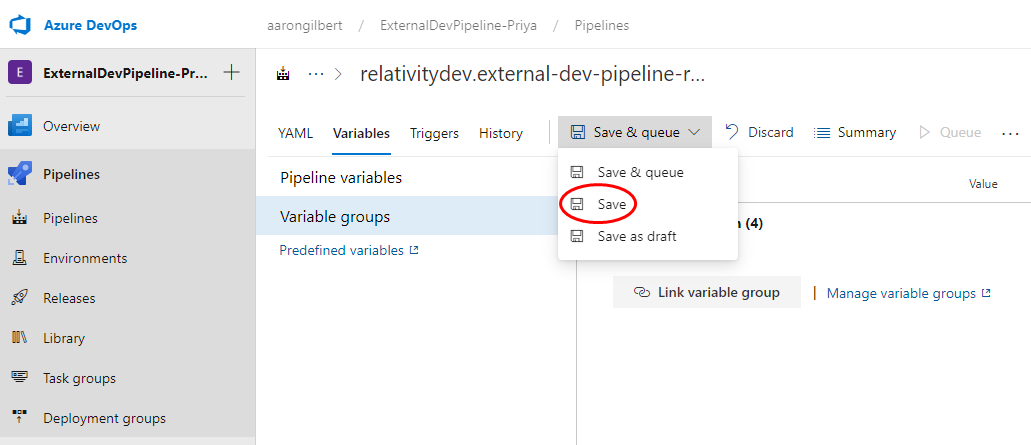 Azure DevOps
aarongilbert / ExternalDevPipeline-Priya / Pipelines
E ExternalDevPipeline-Pr... +
Overview
Pipelines
Pipelines
Environments
Releases
Library
Task groups
Deployment groups
··· > relativitydev.external-dev-pipeline-r...
YAML Variables Triggers History Save & queue Discard Summary Queue ···
Pipeline variables
Variable groups
Predefined variables
Save & queue
Save
Save as draft
Value
(4)
Link variable group | Manage variable groups